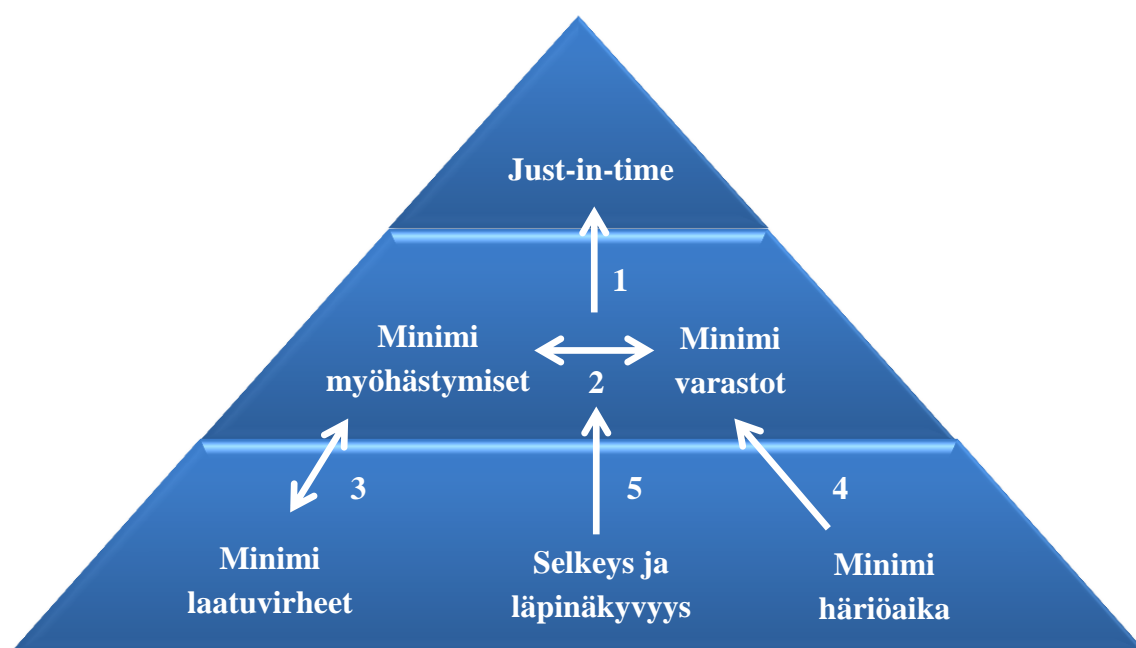 Just-in-time
1
Minimi
myöhästymiset
2
Minimi
varastot
3
5
4
Minimi
laatuvirheet
Selkeys ja
läpinäkyvyys
Minimi
häriöaika